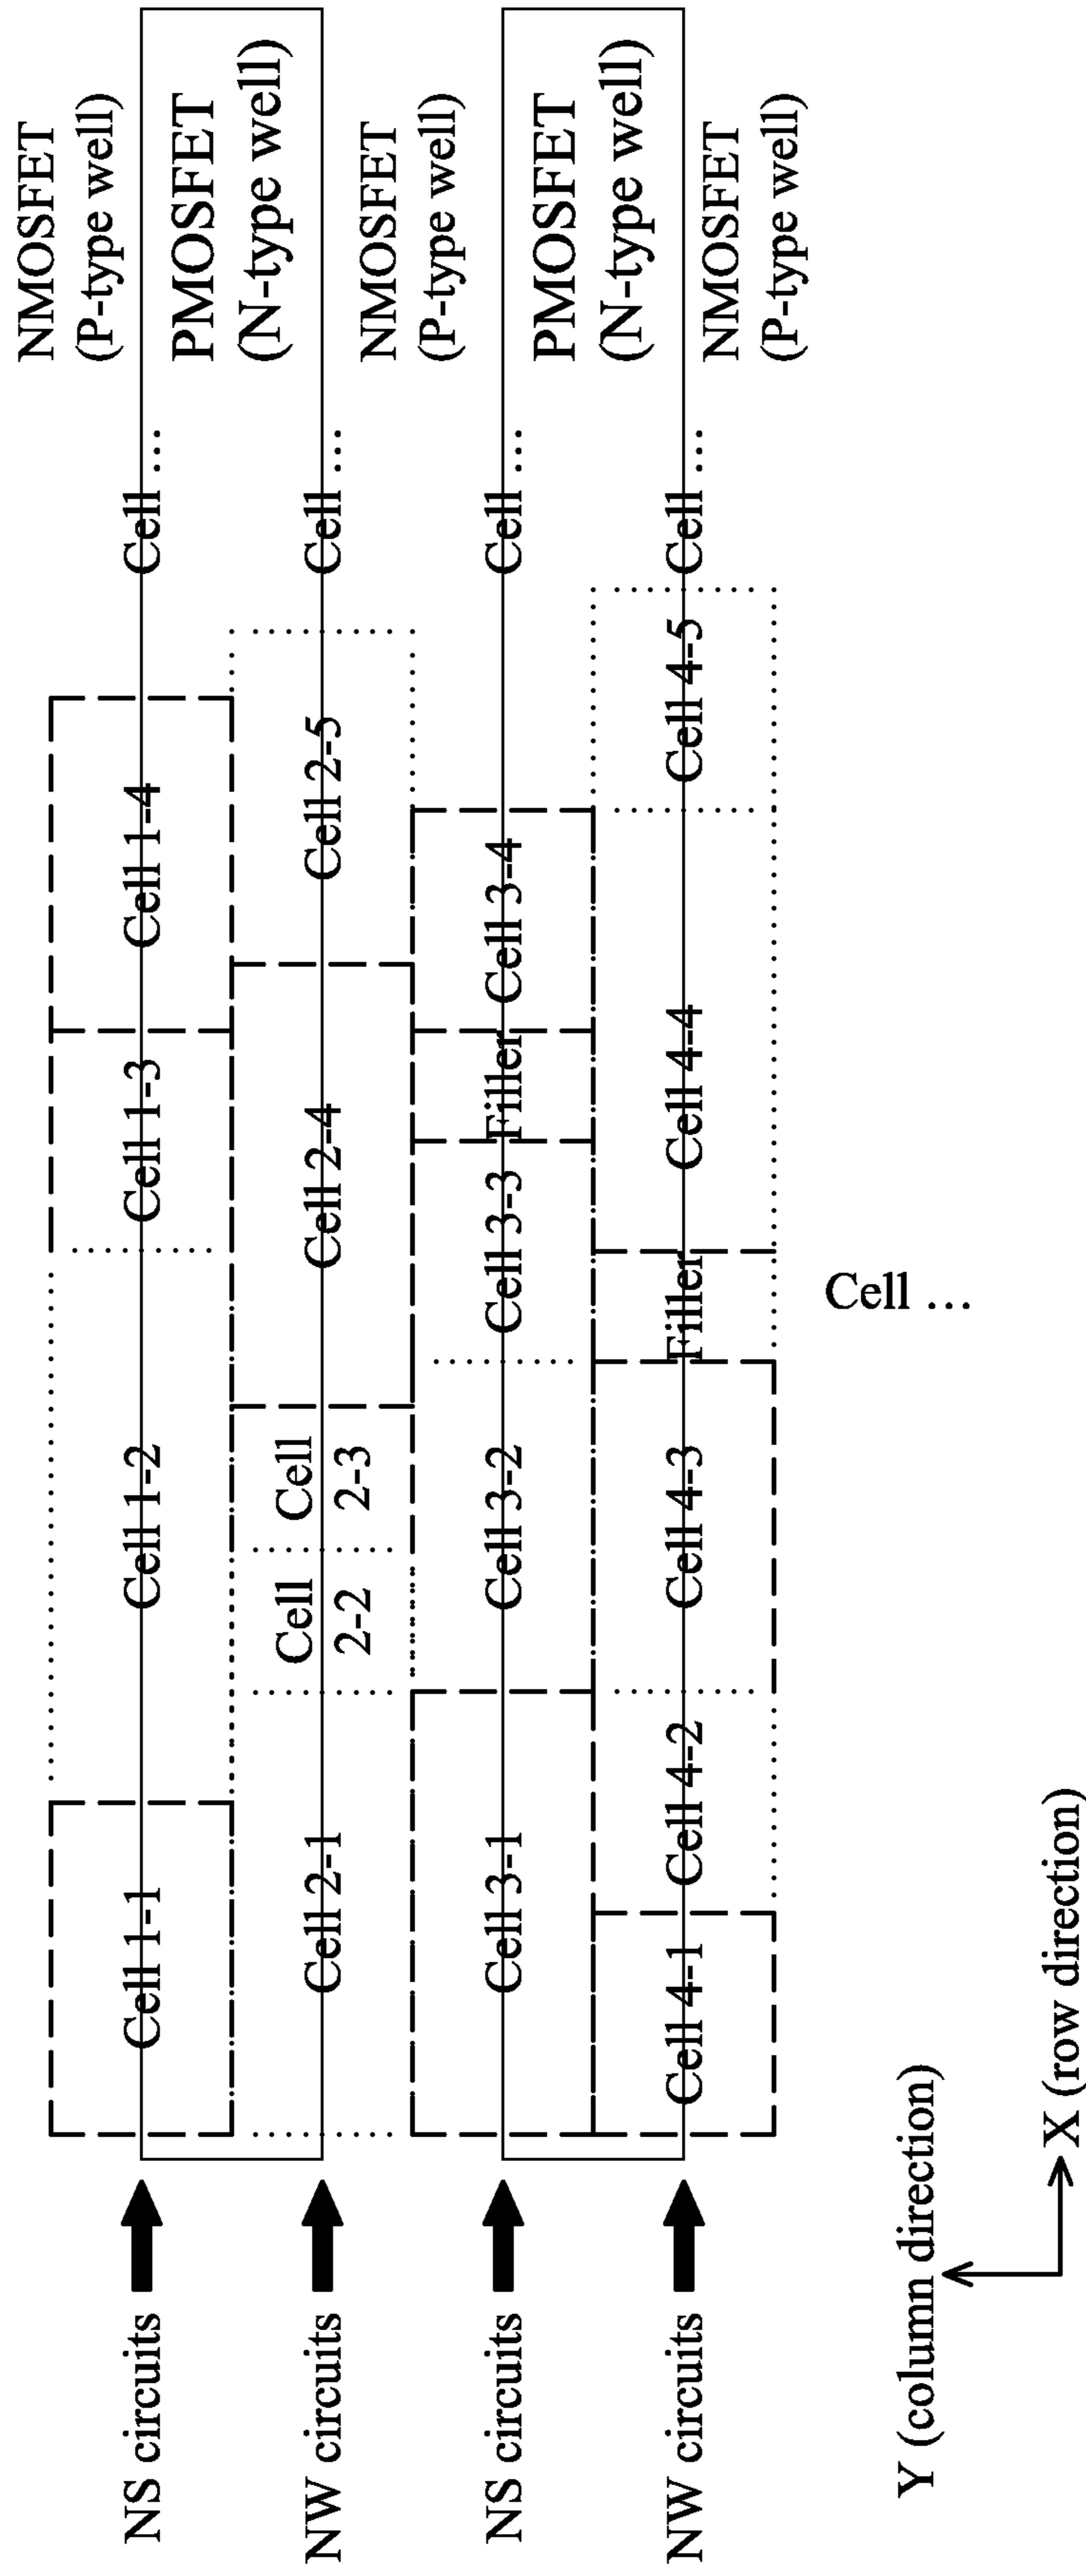 NS circuits
Cell 1-1
Cell 1-2
Cell 1-3
Cell 1-4
Cell …
NMOSFET
(P-type well)
PMOSFET
(N-type well)
NW circuits
Cell 2-1
Cell
2-2
Cell
2-3
Cell 2-4
Cell 2-5
Cell …
NMOSFET
(P-type well)
NS circuits
Cell 3-1
Cell 3-2
Cell 3-3
Filler
Cell 3-4
Cell …
PMOSFET
(N-type well)
NW circuits
Cell 4-1
Cell 4-2
Cell 4-3
Filler
Cell 4-4
Cell 4-5
Cell …
NMOSFET
(P-type well)
Cell …
Y (column direction)
X (row direction)